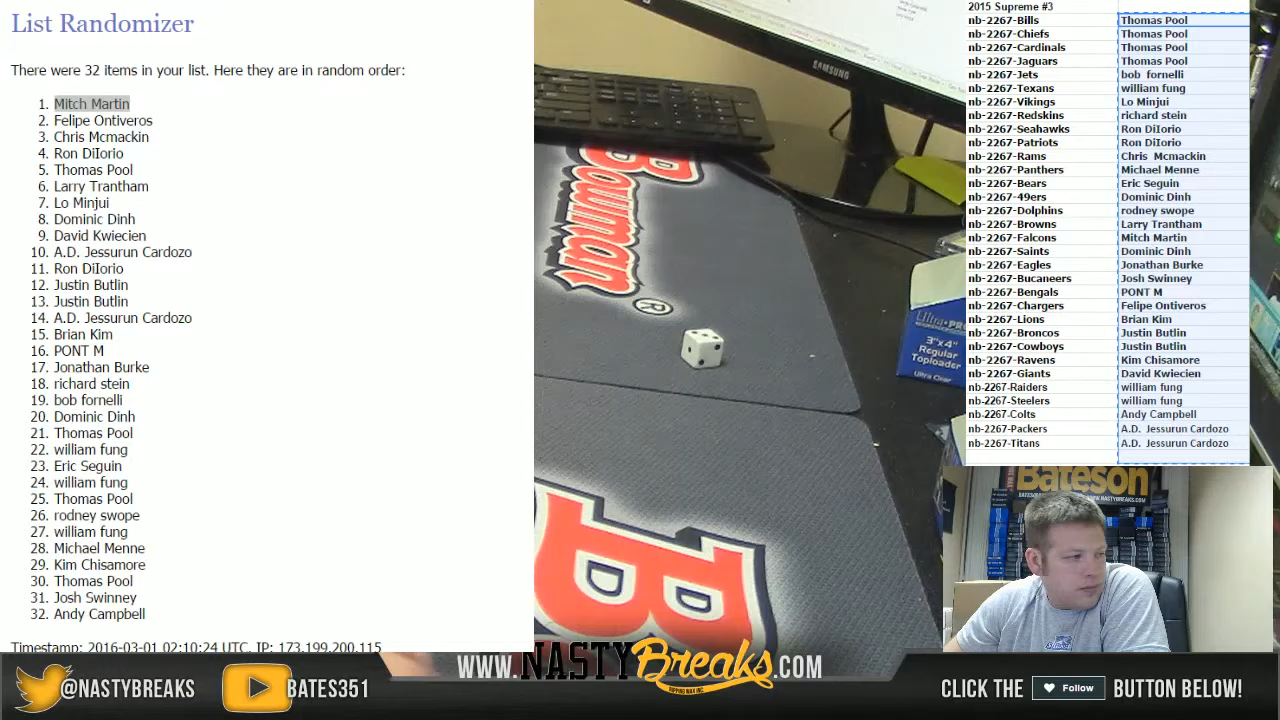 List Randomizer
There were 32 items in your list. Here they are in random order:
1. Mitch Martin
2. Felipe Ontiveros
3. Chris Mcmackin
4. Ron DiIorio
5. Thomas Pool
6. Larry Trantham
7. Lo Minjui
8. Dominic Dinh
9. David Kwiecien
10. A.D. Jessurun Cardozo
11. Ron DiIorio
12. Justin Butlin
13. Justin Butlin
14. A.D. Jessurun Cardozo
15. Brian Kim
16. PONT M
17. Jonathan Burke
18. richard stein
19. bob fornelli
20. Dominic Dinh
21. Thomas Pool
22. william fung
23. Eric Seguin
24. william fung
25. Thomas Pool
26. rodney swope
27. william fung
28. Michael Menne
29. Kim Chisamore
30. Thomas Pool
31. Josh Swinney
32. Andy Campbell
Timestamp: 2016-03-01 02:10:24 UTC. IP: 173.199.200.115
SAMSUNG
Bowman®
Ultra-PRO
3"x4"
Regular
Toploader
Ultra Clear
B
2015 Supreme #3
nb-2267-Bills Thomas Pool
nb-2267-Chiefs Thomas Pool
nb-2267-Cardinals Thomas Pool
nb-2267-Jaguars Thomas Pool
nb-2267-Jets bob fornelli
nb-2267-Texans william fung
nb-2267-Vikings Lo Minjui
nb-2267-Redskins richard stein
nb-2267-Seahawks Ron DiIorio
nb-2267-Patriots Ron DiIorio
nb-2267-Rams Chris Mcmackin
nb-2267-Panthers Michael Menne
nb-2267-Bears Eric Seguin
nb-2267-49ers Dominic Dinh
nb-2267-Dolphins rodney swope
nb-2267-Browns Larry Trantham
nb-2267-Falcons Mitch Martin
nb-2267-Saints Dominic Dinh
nb-2267-Eagles Jonathan Burke
nb-2267-Bucaneers Josh Swinney
nb-2267-Bengals PONT M
nb-2267-Chargers Felipe Ontiveros
nb-2267-Lions Brian Kim
nb-2267-Broncos Justin Butlin
nb-2267-Cowboys Justin Butlin
nb-2267-Ravens Kim Chisamore
nb-2267-Giants David Kwiecien
nb-2267-Raiders william fung
nb-2267-Steelers william fung
nb-2267-Colts Andy Campbell
nb-2267-Packers A.D. Jessurun Cardozo
nb-2267-Titans A.D. Jessurun Cardozo
Bateson
@NASTYBREAKS
BATES351
WWW.NASTYBreaks.COM
RIPPING WAX INC.
CLICK THE Follow BUTTON BELOW!